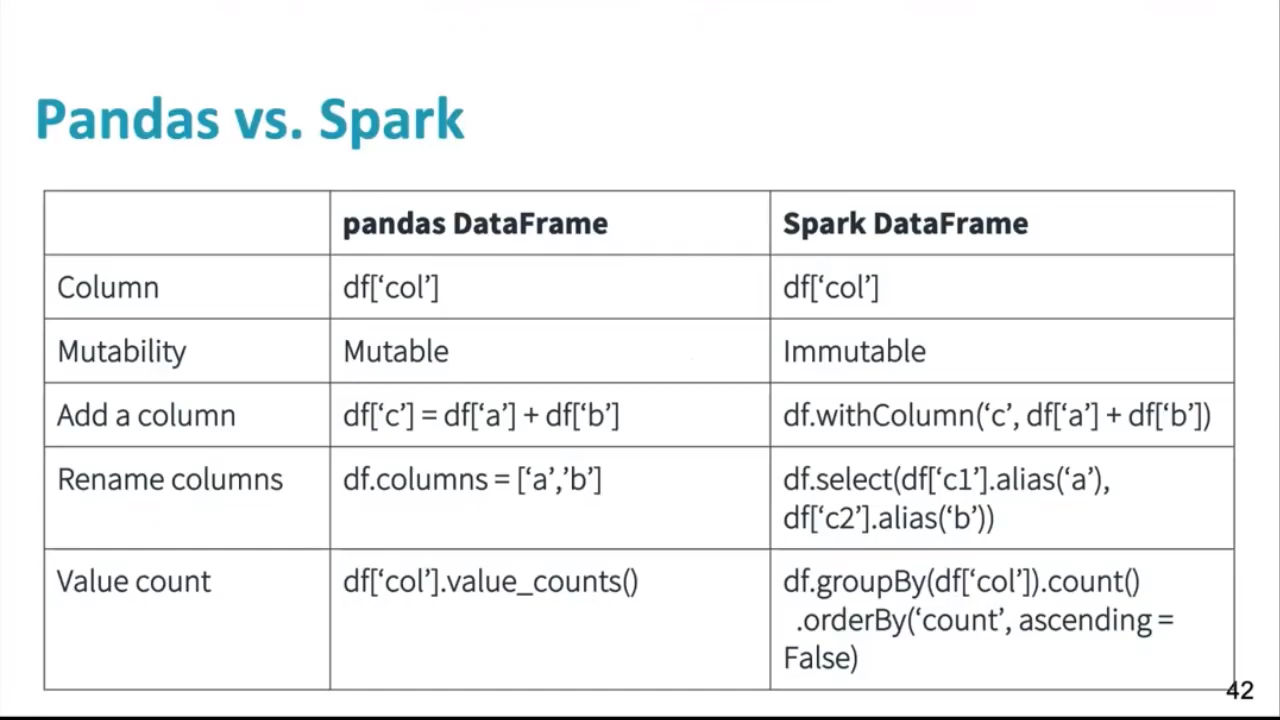 Pandas vs. Spark
pandas DataFrame
Spark DataFrame
Column
df[‘col’]
df[‘col’]
Mutability
Mutable
Immutable
Add a column
df[‘c’] = df[‘a’] + df[‘b’]
df.withColumn(‘c’, df[‘a’] + df[‘b’])
Rename columns
df.columns = [‘a’,’b’]
df.select(df[‘c1’].alias(‘a’),
df[‘c2’].alias(‘b’))
Value count
df[‘col’].value_counts()
df.groupBy(df[‘col’]).count()
.orderBy(‘count’, ascending =
False)
42